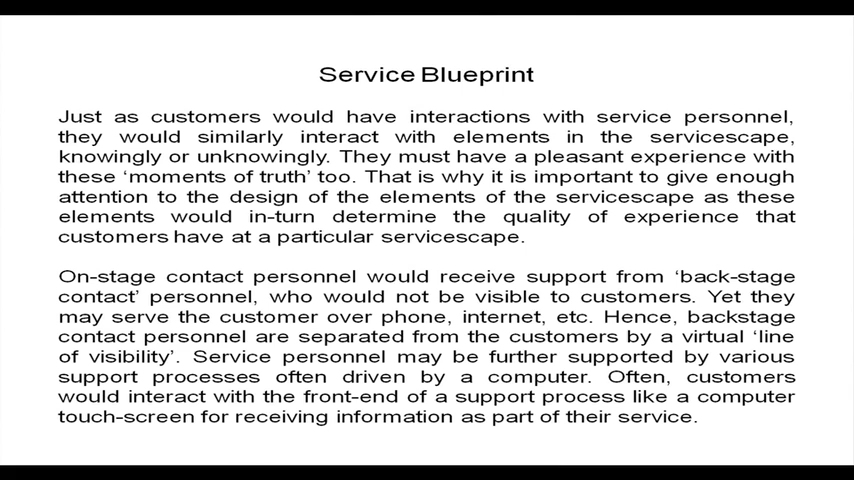 Service Blueprint
Just as customers would have interactions with service personnel,
they would similarly interact with elements in the servicescape,
knowingly or unknowingly. They must have a pleasant experience with
these ‘moments of truth’ too. That is why it is important to give enough
attention to the design of the elements of the servicescape as these
elements would in-turn determine the quality of experience that
customers have at a particular servicescape.
On-stage contact personnel would receive support from ‘back-stage
contact’ personnel, who would not be visible to customers. Yet they
may serve the customer over phone, internet, etc. Hence, backstage
contact personnel are separated from the customers by a virtual ‘line
of visibility’. Service personnel may be further supported by various
support processes often driven by a computer. Often, customers
would interact with the front-end of a support process like a computer
touch-screen for receiving information as part of their service.